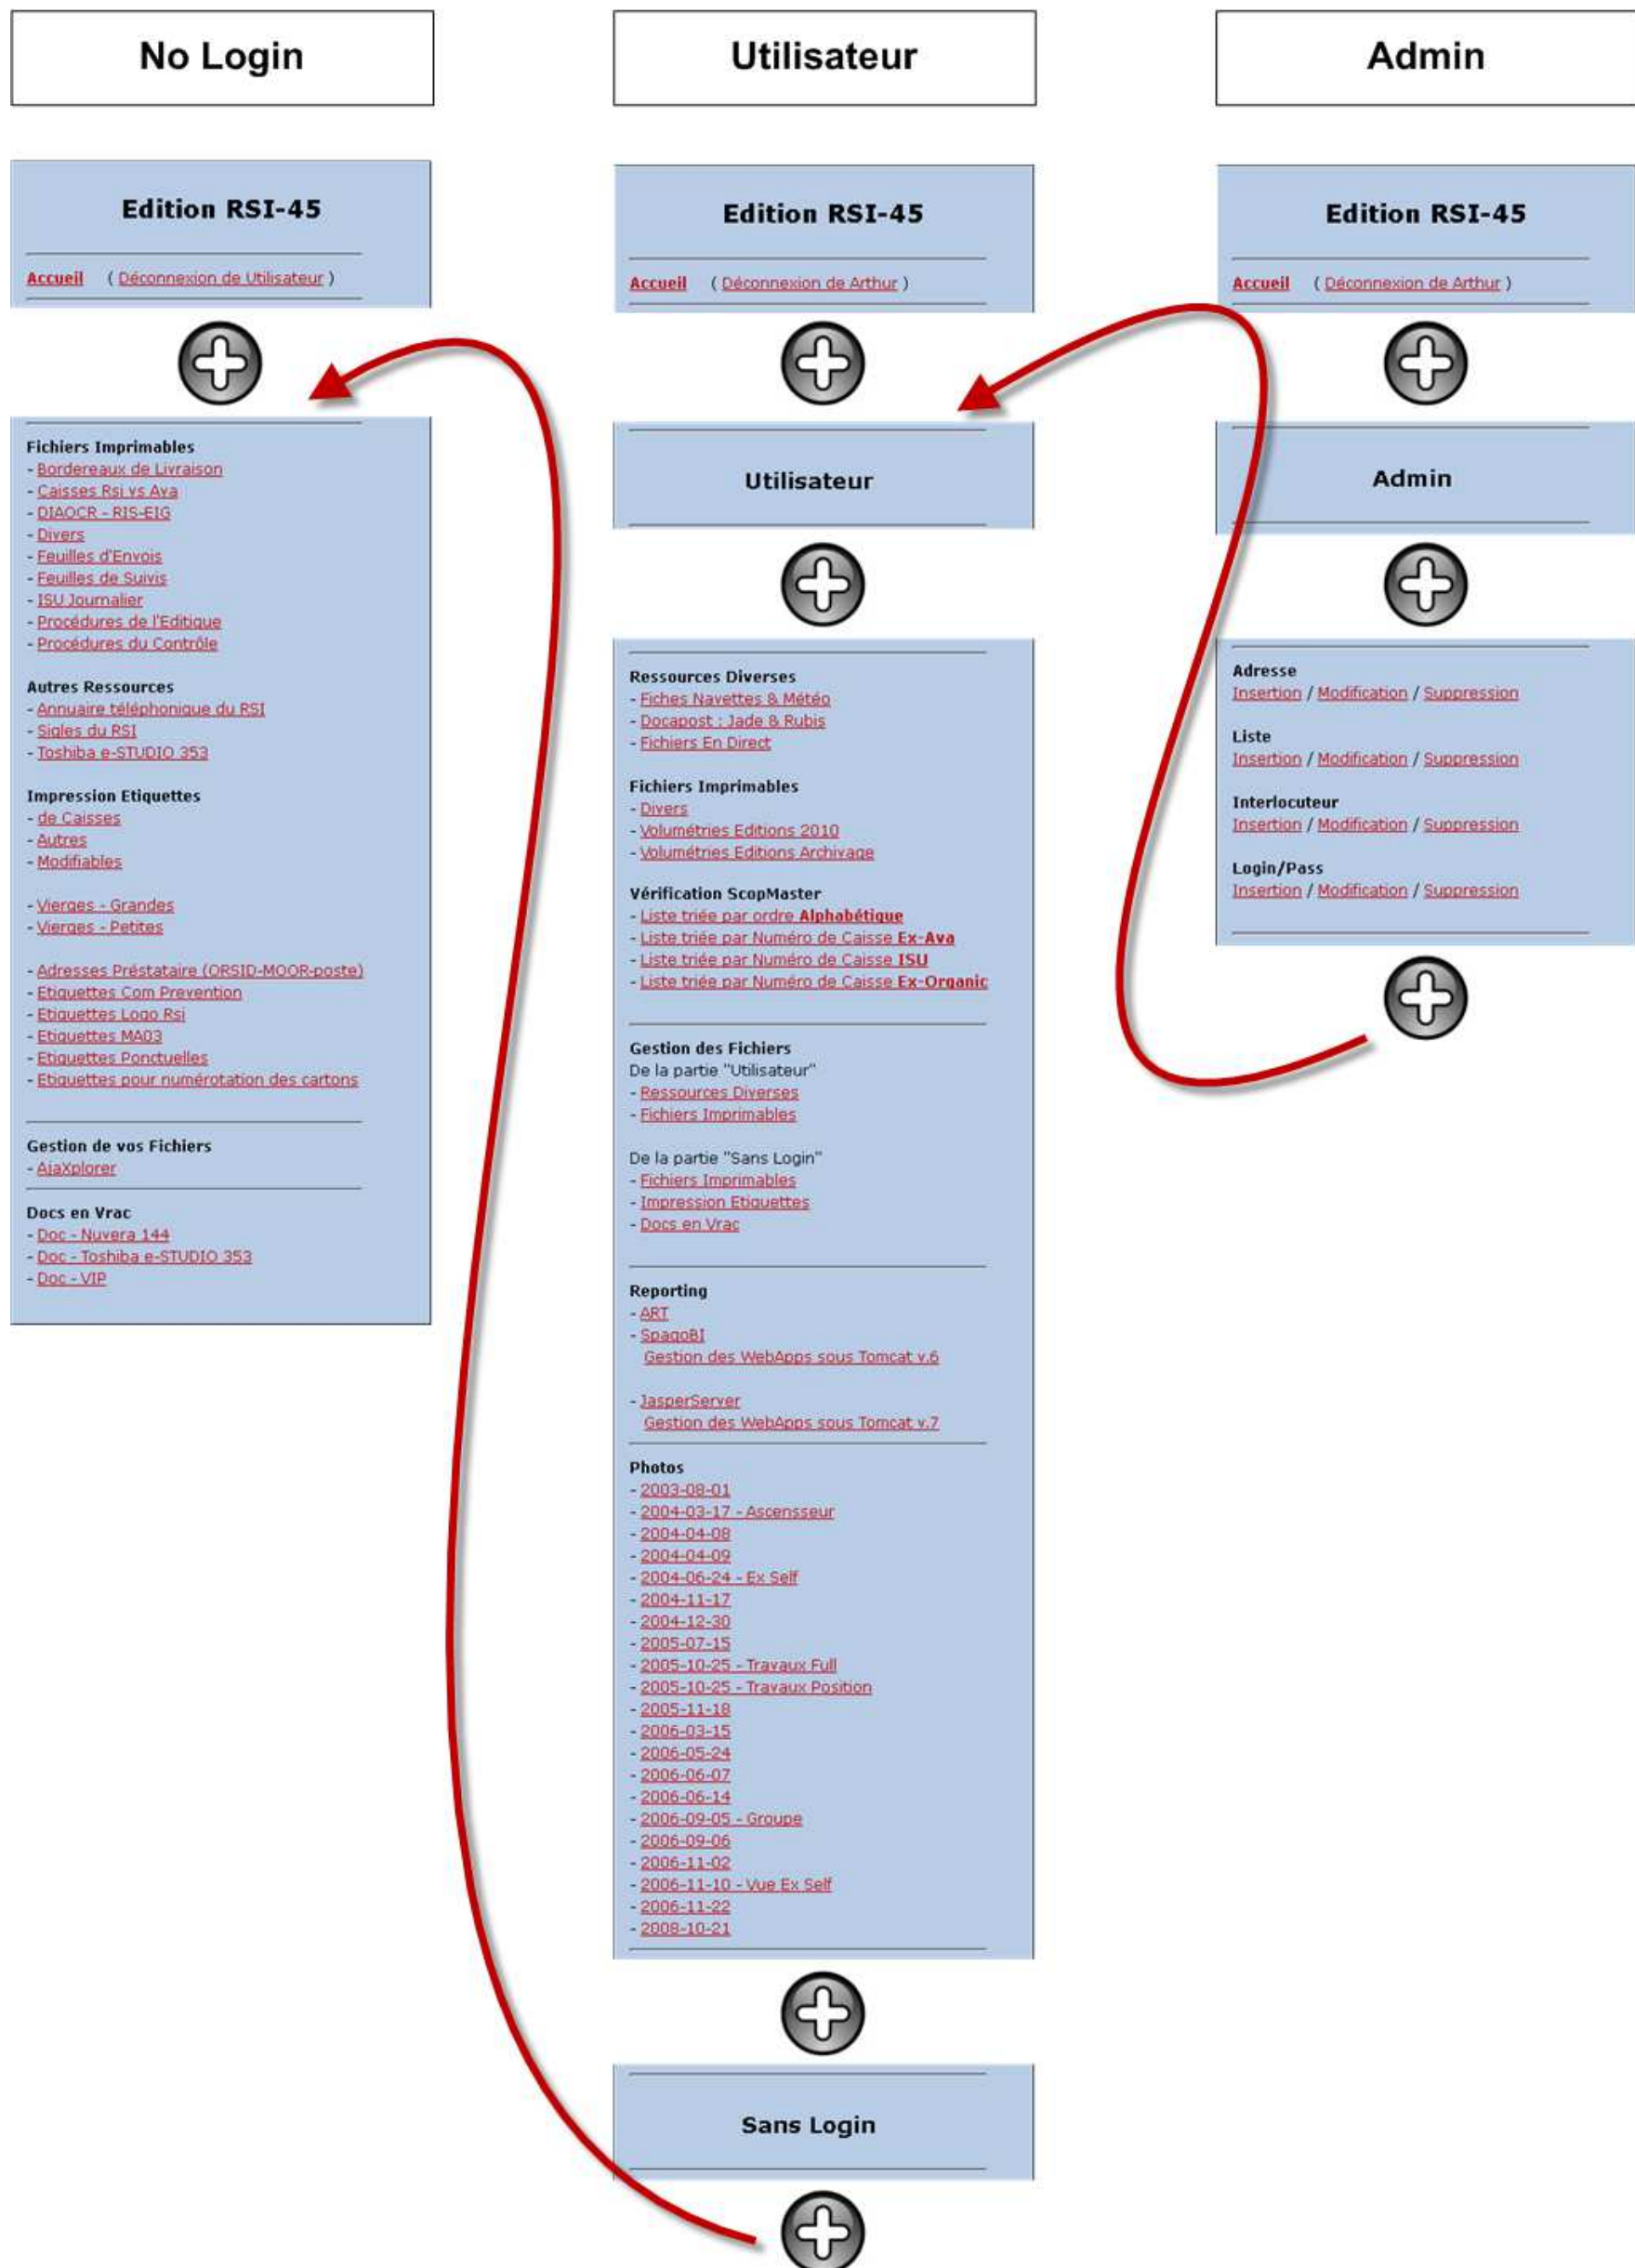 No Login
Edition RSI-45
Accueil ( Déconnexion de Utilisateur )
Fichiers Imprimables
- Bordereaux de Livraison
- Caisses Rsi vs Ava
- DIAOCR - RIS-EIG
- Divers
- Feuilles d'Envois
- Feuilles de Suivis
- ISU Journalier
- Procédures de l'Editique
- Procédures du Contrôle
Autres Ressources
- Annuaire téléphonique du RSI
- Sigles du RSI
- Toshiba e-STUDIO 353
Impression Etiquettes
- de Caisses
- Autres
- Modifiables
- Vierges - Grandes
- Vierges - Petites
- Adresses Préstataire (ORSID-MOOR-poste)
- Etiquettes Com Prevention
- Etiquettes Logo Rsi
- Etiquettes MA03
- Etiquettes Ponctuelles
- Etiquettes pour numérotation des cartons
Gestion de vos Fichiers
- AjaXplorer
Docs en Vrac
- Doc - Nuvera 144
- Doc - Toshiba e-STUDIO 353
- Doc - VIP
Utilisateur
Edition RSI-45
Accueil ( Déconnexion de Arthur )
Utilisateur
Ressources Diverses
- Fiches Navettes & Météo
- Docapost : Jade & Rubis
- Fichiers En Direct
Fichiers Imprimables
- Divers
- Volumétries Editions 2010
- Volumétries Editions Archivage
Vérification ScopMaster
- Liste triée par ordre Alphabétique
- Liste triée par Numéro de Caisse Ex-Ava
- Liste triée par Numéro de Caisse ISU
- Liste triée par Numéro de Caisse Ex-Organic
Gestion des Fichiers
De la partie "Utilisateur"
- Ressources Diverses
- Fichiers Imprimables
De la partie "Sans Login"
- Fichiers Imprimables
- Impression Etiquettes
- Docs en Vrac
Reporting
- ART
- SpagoBI
Gestion des WebApps sous Tomcat v.6
- JasperServer
Gestion des WebApps sous Tomcat v.7
Photos
- 2003-08-01
- 2004-03-17 - Ascensseur
- 2004-04-08
- 2004-04-09
- 2004-06-24 - Ex Self
- 2004-11-17
- 2004-12-30
- 2005-07-15
- 2005-10-25 - Travaux Full
- 2005-10-25 - Travaux Position
- 2005-11-18
- 2006-03-15
- 2006-05-24
- 2006-06-07
- 2006-06-14
- 2006-09-05 - Groupe
- 2006-09-06
- 2006-11-02
- 2006-11-10 - Vue Ex Self
- 2006-11-22
- 2008-10-21
Sans Login
Admin
Edition RSI-45
Accueil ( Déconnexion de Arthur )
Admin
Adresse
Insertion / Modification / Suppression
Liste
Insertion / Modification / Suppression
Interlocuteur
Insertion / Modification / Suppression
Login/Pass
Insertion / Modification / Suppression